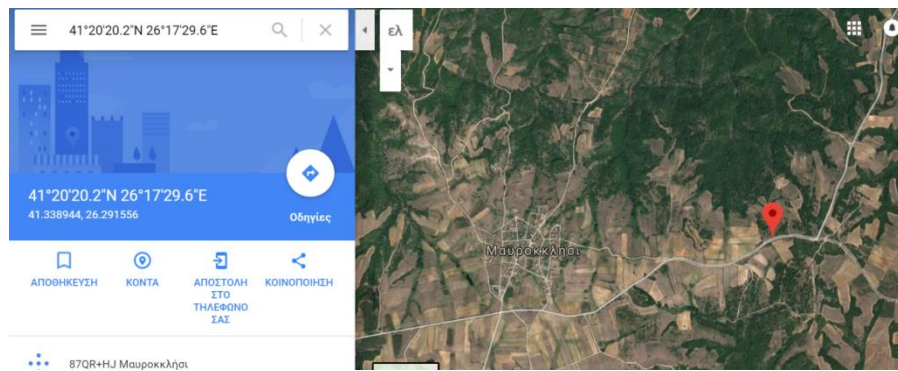 41°20'20.2"N 26°17'29.6"E
ελ
41°20'20.2"N 26°17'29.6"E
41.338944, 26.291556
Οδηγίες
ΑΠΟΘΗΚΕΥΣΗ
ΚΟΝΤΑ
ΑΠΟΣΤΟΛΗ
ΣΤΟ
ΤΗΛΕΦΩΝΟ
ΣΑΣ
ΚΟΙΝΟΠΟΙΗΣΗ
87QR+HJ Μαυροκκλήσι
Μαυροκκλήσι